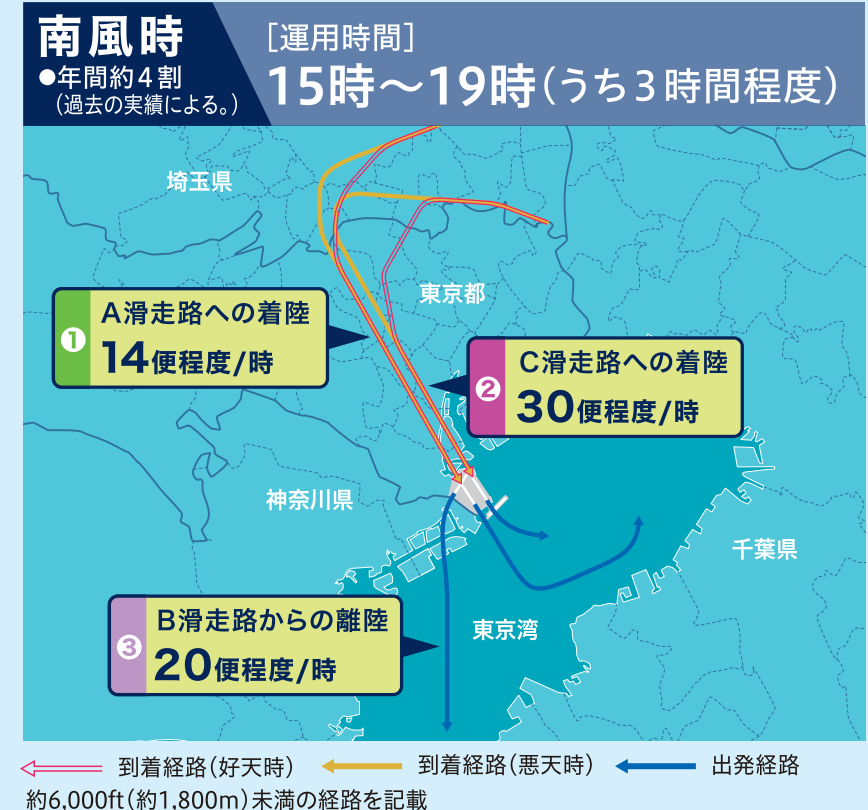 南風時
●年間約4割
（過去の実績による。）
［運用時間］
15時～19時（うち3時間程度）
埼玉県
東京都
❶
A滑走路への着陸
14便程度/時
❷
C滑走路への着陸
30便程度/時
神奈川県
千葉県
東京湾
❸
B滑走路からの離陸
20便程度/時
到着経路（好天時）
到着経路（悪天時）
出発経路
約6,000ft（約1,800m）未満の経路を記載